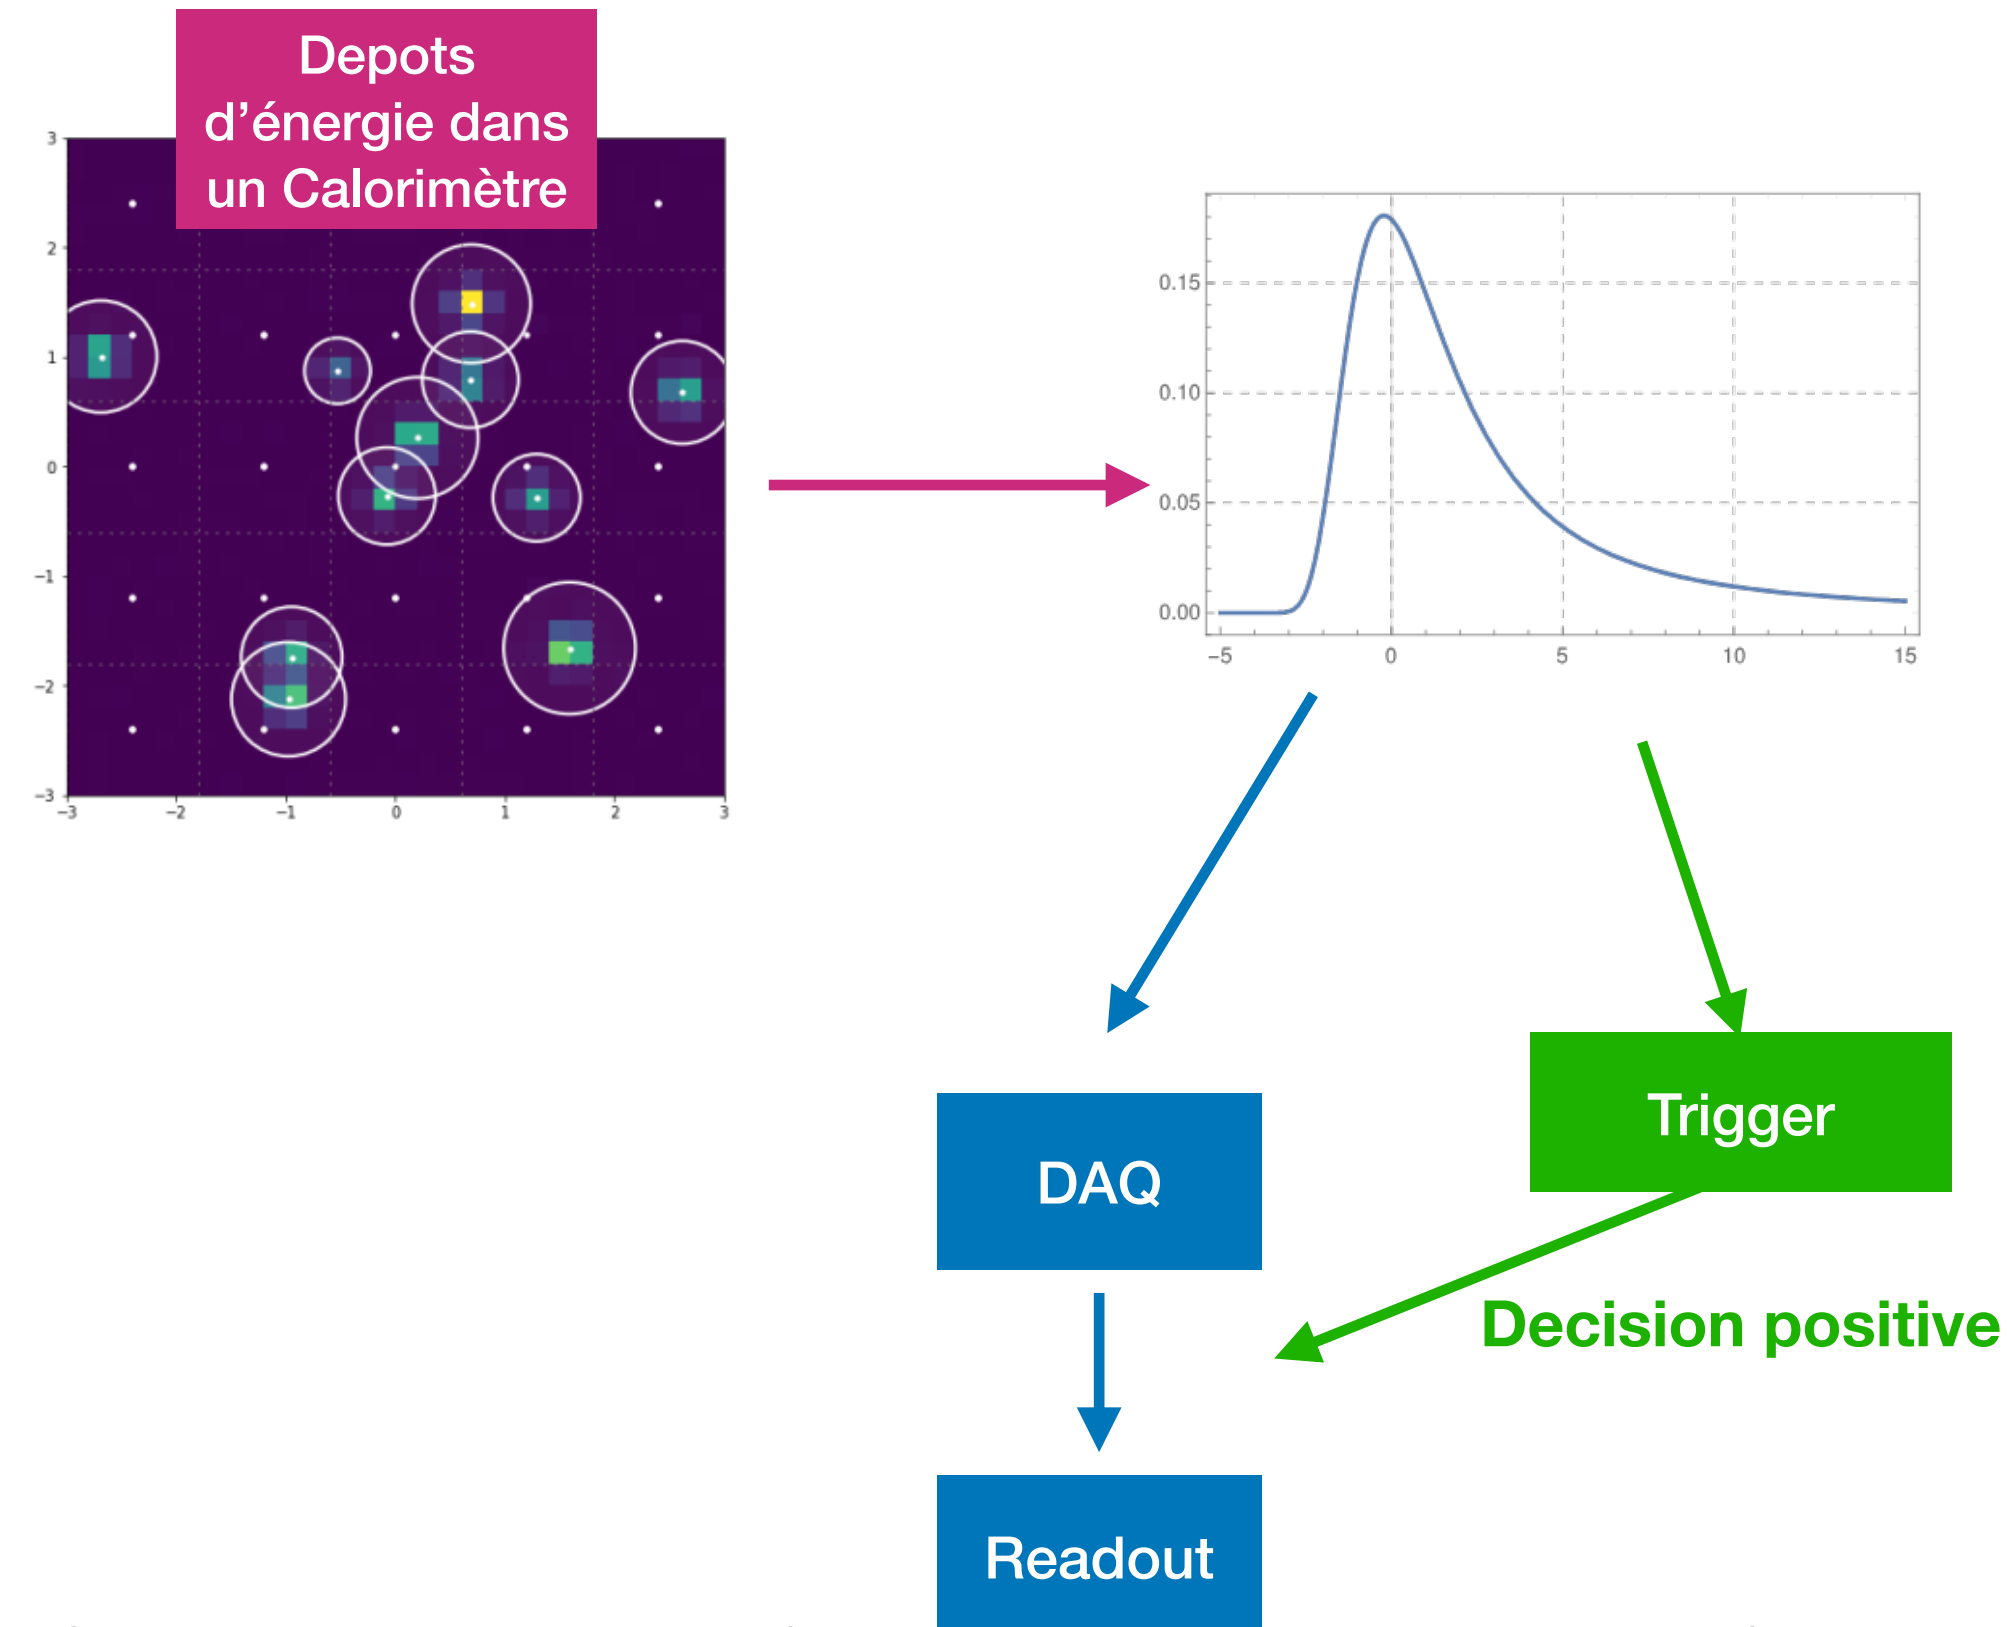 Depots
d’énergie dans
un Calorimètre
3
2
1
0
−1
−2
−3
−3 −2 −1 0 1 2 3
0.15
0.10
0.05
0.00
−5 0 5 10 15
Trigger
DAQ
Decision positive
Readout